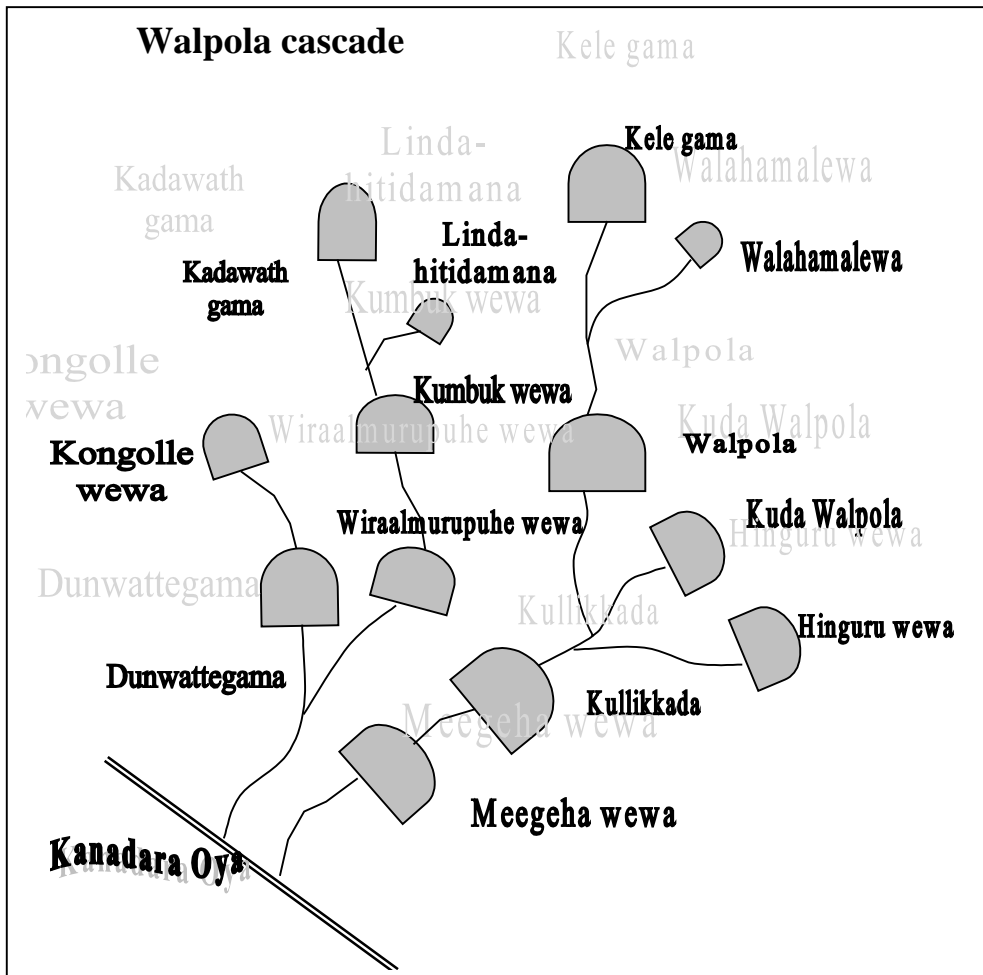 Walpola cascade
Kele gama
Kele gama
Linda-
hitidamana
Walahamalewa
Kadawath
gama
Linda-
hitidamana
Walahamalewa
Kadawath
gama
Kumbuk wewa
Walpola
ongolle
wewa
Kumbuk wewa
Wiraalmurupuhe wewa
Kuda Walpola
Walpola
Kongolle
wewa
Wiraalmurupuhe wewa
Kuda Walpola
Hinguru wewa
Dunwattegama
Kullikkada
Hinguru wewa
Dunwattegama
Kullikkada
Meegeha wewa
Meegeha wewa
Kanadara Oya
Kanadara Oya